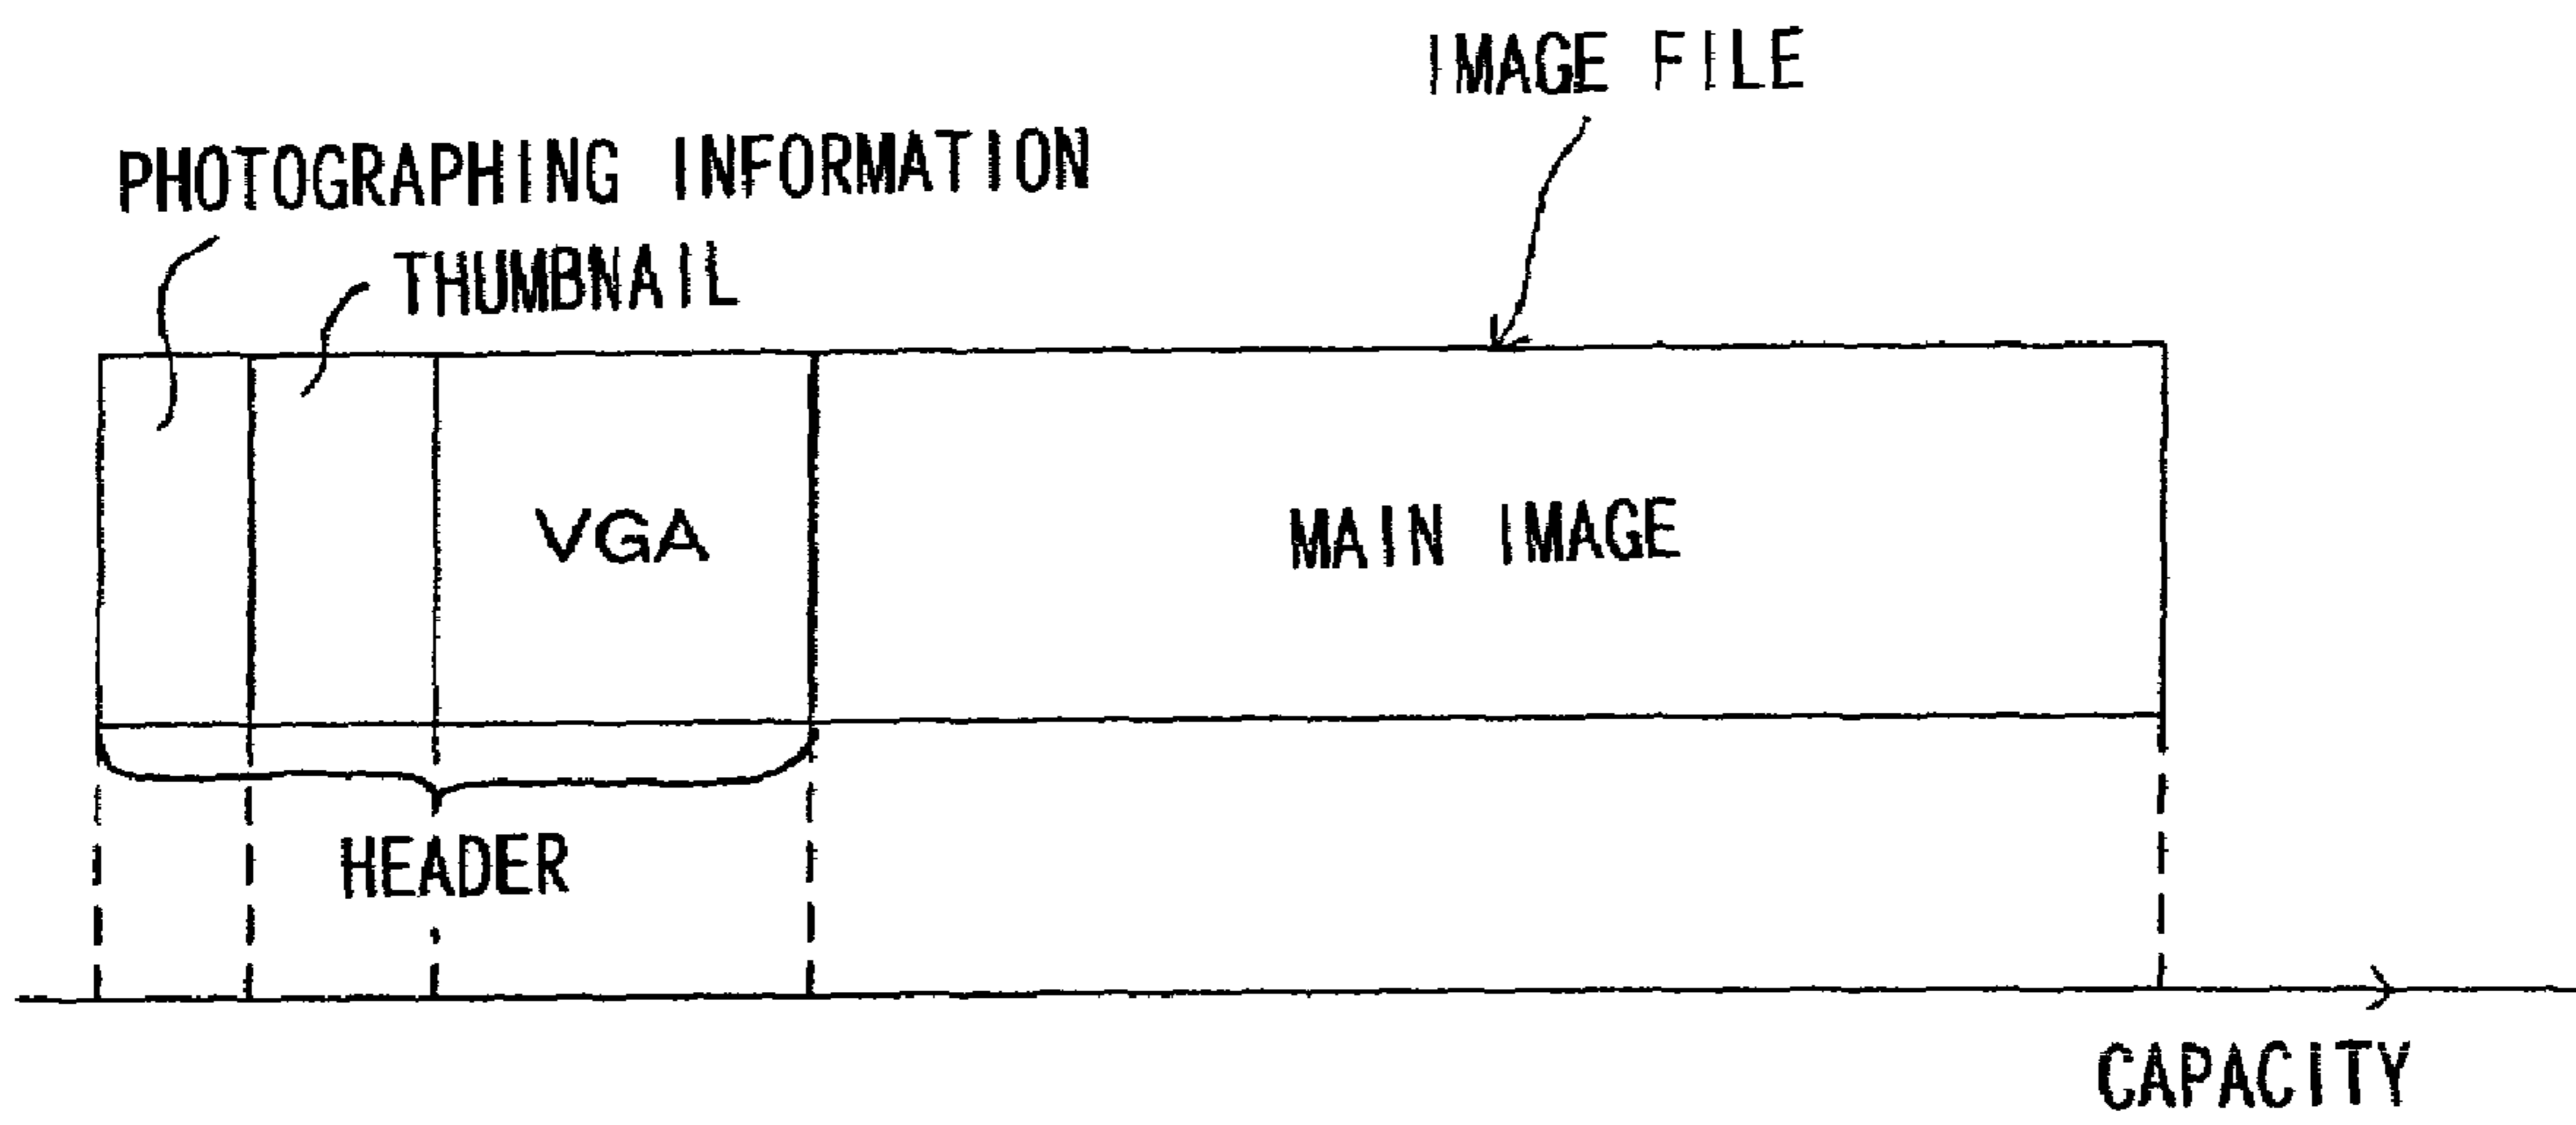 IMAGE FILE
PHOTOGRAPHING INFORMATION
THUMBNAIL
VGA
MAIN IMAGE
HEADER
CAPACITY